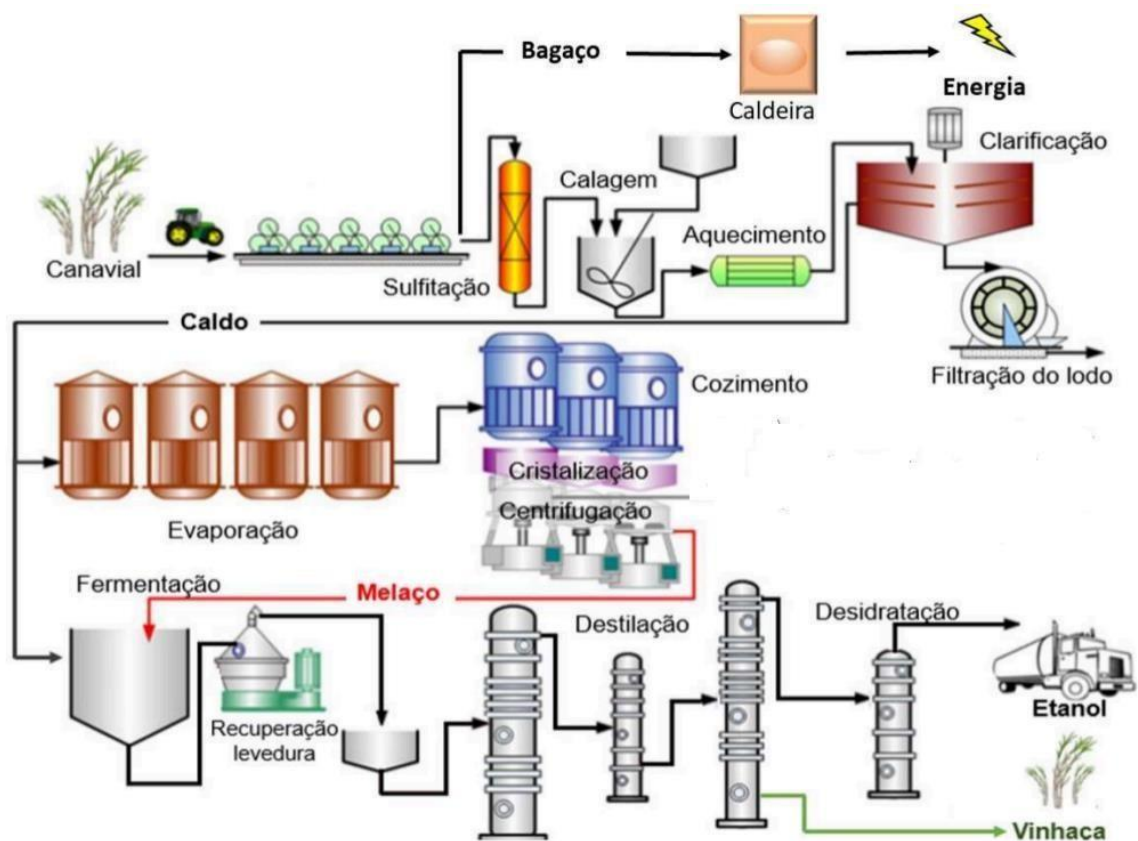 Bagaço
Caldeira
Energia
Clarificação
Calagem
Canavial
Sulfitação
Aquecimento
Filtração do lodo
Caldo
Cozimento
Cristalização
Centrifugação
Evaporação
Fermentação
Melaço
Destilação
Desidratação
Recuperação
levedura
Etanol
Vinhaça